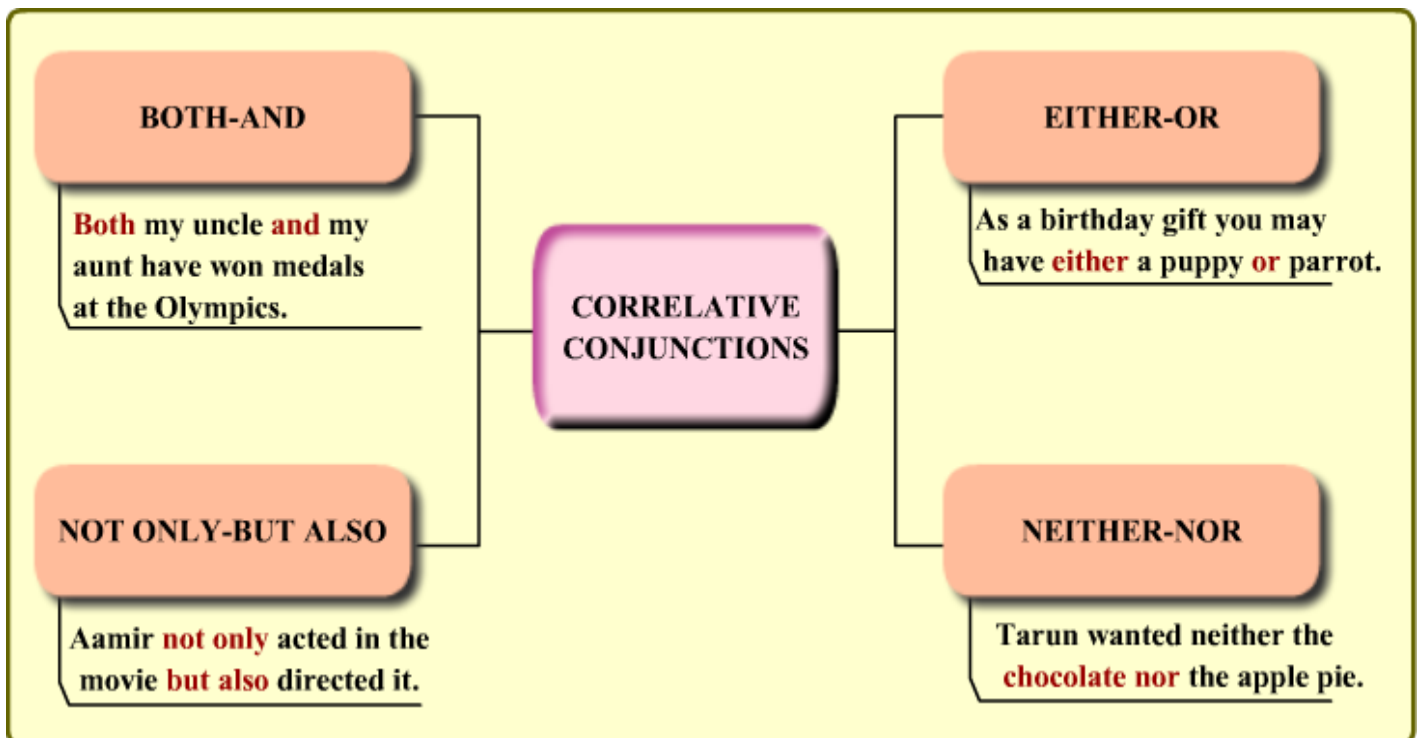 BOTH-AND
Both my uncle and my
aunt have won medals
at the Olympics.
NOT ONLY-BUT ALSO
Aamir not only acted in the
movie but also directed it.
CORRELATIVE
CONJUNCTIONS
EITHER-OR
As a birthday gift you may
have either a puppy or parrot.
NEITHER-NOR
Tarun wanted neither the
chocolate nor the apple pie.